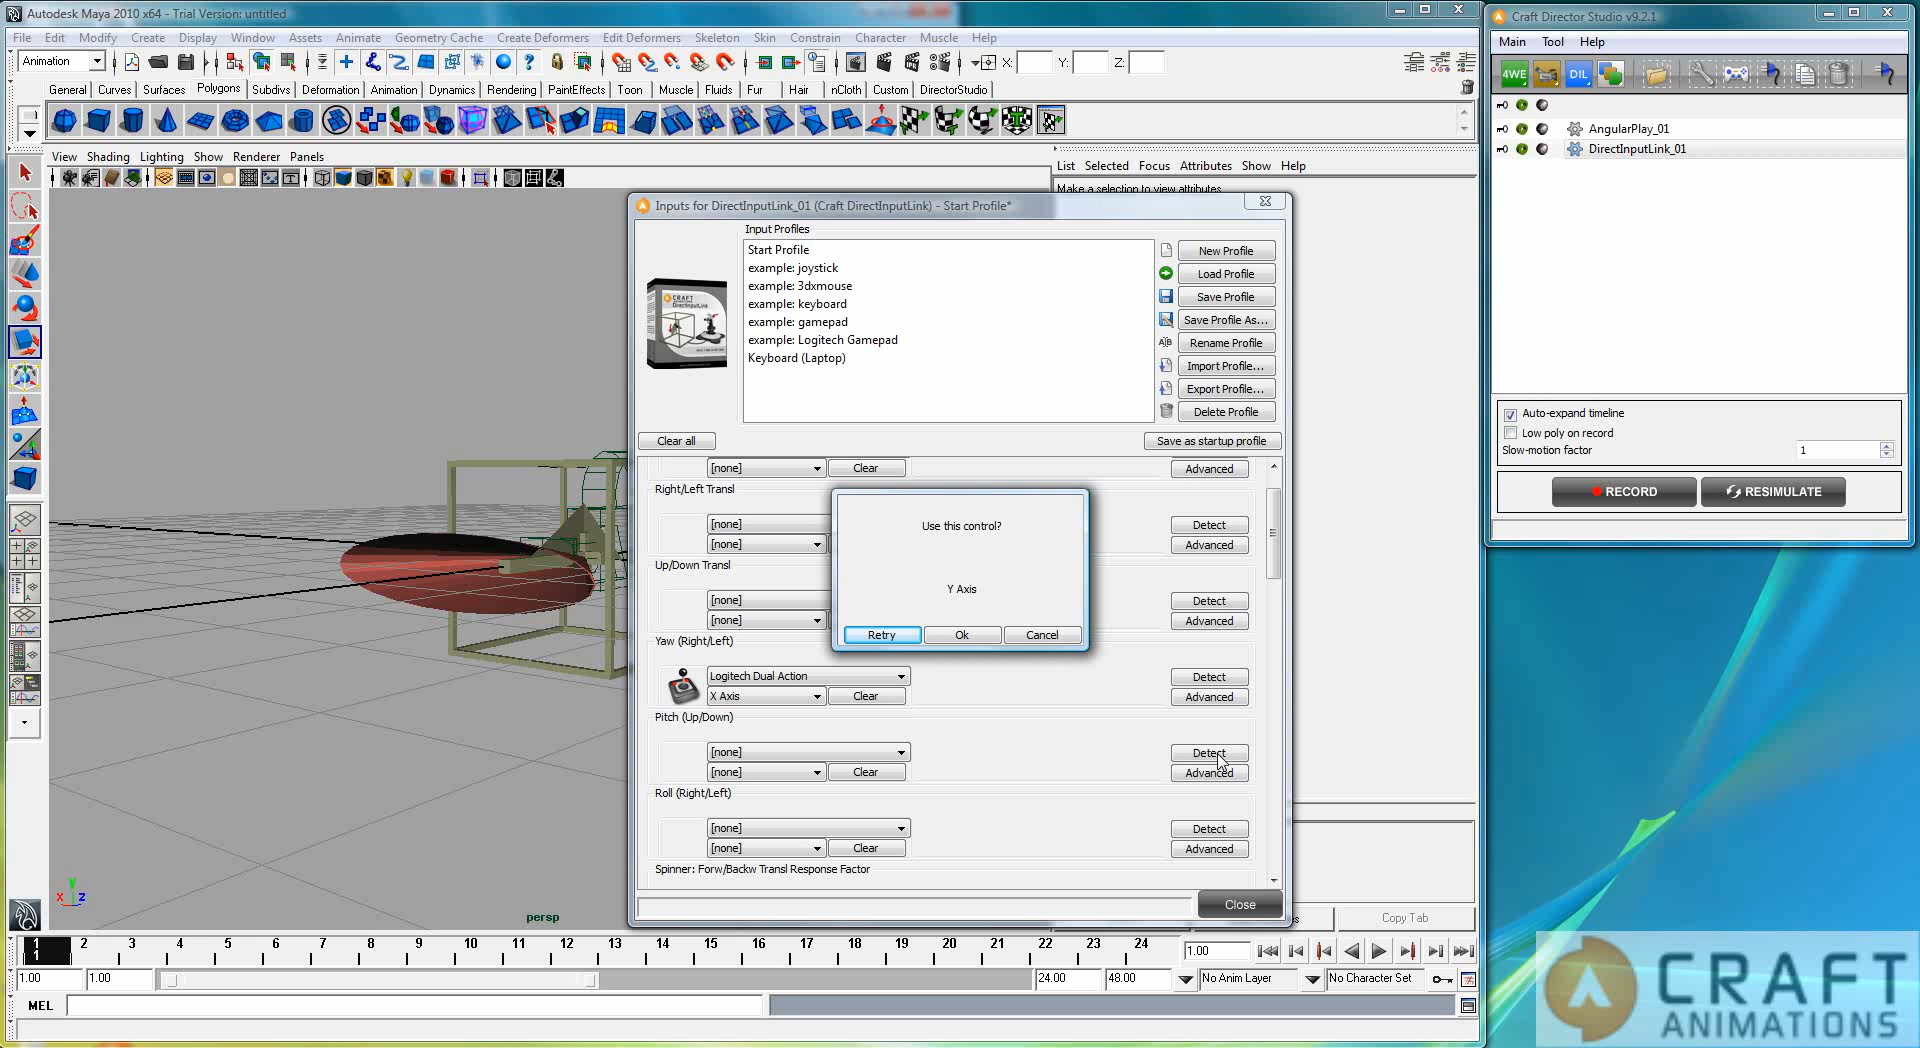 Autodesk Maya 2010 x64 - Trial Version: untitled
File Edit Modify Create Display Window Assets Animate Geometry Cache Create Deformers Edit Deformers Skeleton Skin Constrain Character Muscle Help
Animation X: Y: Z:
General Curves Surfaces Polygons Subdivs Deformation Animation Dynamics Rendering PaintEffects Toon Muscle Fluids Fur Hair nCloth Custom DirectorStudio
View Shading Lighting Show Renderer Panels
List Selected Focus Attributes Show Help
Make a selection to view attributes
Inputs for DirectInputLink_01 (Craft DirectInputLink) - Start Profile*
Input Profiles
Start Profile
example: joystick
example: 3dxmouse
example: keyboard
example: gamepad
example: Logitech Gamepad
Keyboard (Laptop)
New Profile
Load Profile
Save Profile
Save Profile As...
Rename Profile
Import Profile...
Export Profile...
Delete Profile
CRAFT
DirectInputLink
Clear all Save as startup profile
[none] Clear Advanced
Right/Left Transl
[none] Detect
[none] Advanced
Up/Down Transl
[none] Detect
[none] Advanced
Yaw (Right/Left)
Logitech Dual Action Detect
X Axis Clear Advanced
Pitch (Up/Down)
[none] Detect
[none] Clear Advanced
Roll (Right/Left)
[none] Detect
[none] Clear Advanced
Spinner: Forw/Backw Transl Response Factor
Close
Use this control?
Y Axis
Retry Ok Cancel
Craft Director Studio v9.2.1
Main Tool Help
4WE DIL
AngularPlay_01
DirectInputLink_01
Auto-expand timeline
Low poly on record
Slow-motion factor 1
RECORD RESIMULATE
Copy Tab
y
x z
persp
1 2 3 4 5 6 7 8 9 10 11 12 13 14 15 16 17 18 19 20 21 22 23 24
1 1.00
1.00 1.00 24.00 48.00 No Anim Layer No Character Set
MEL
CRAFT
ANIMATIONS